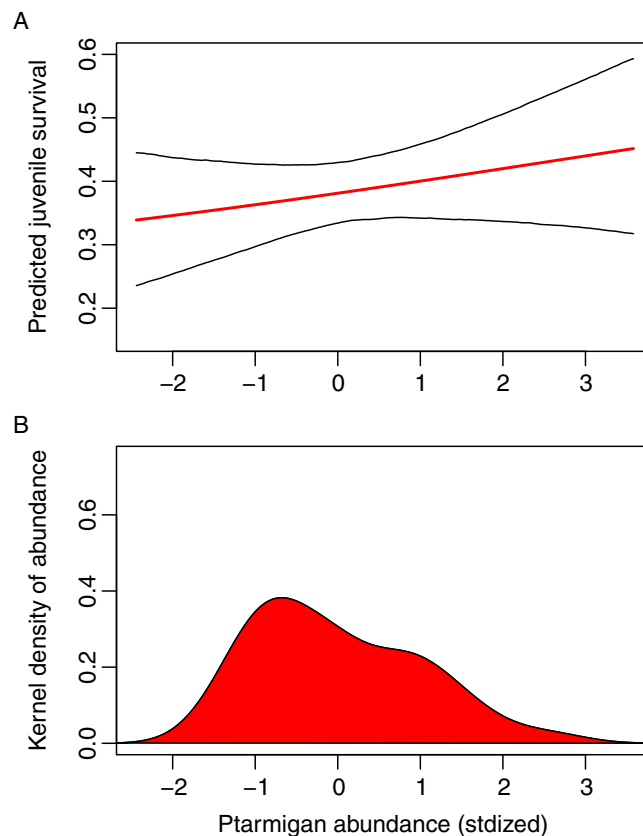 A
Predicted juvenile survival
0.6
0.5
0.4
0.3
0.2
−2 −1 0 1 2 3
B
Kernel density of abundance
0.6
0.4
0.2
0.0
−2 −1 0 1 2 3
Ptarmigan abundance (stdized)